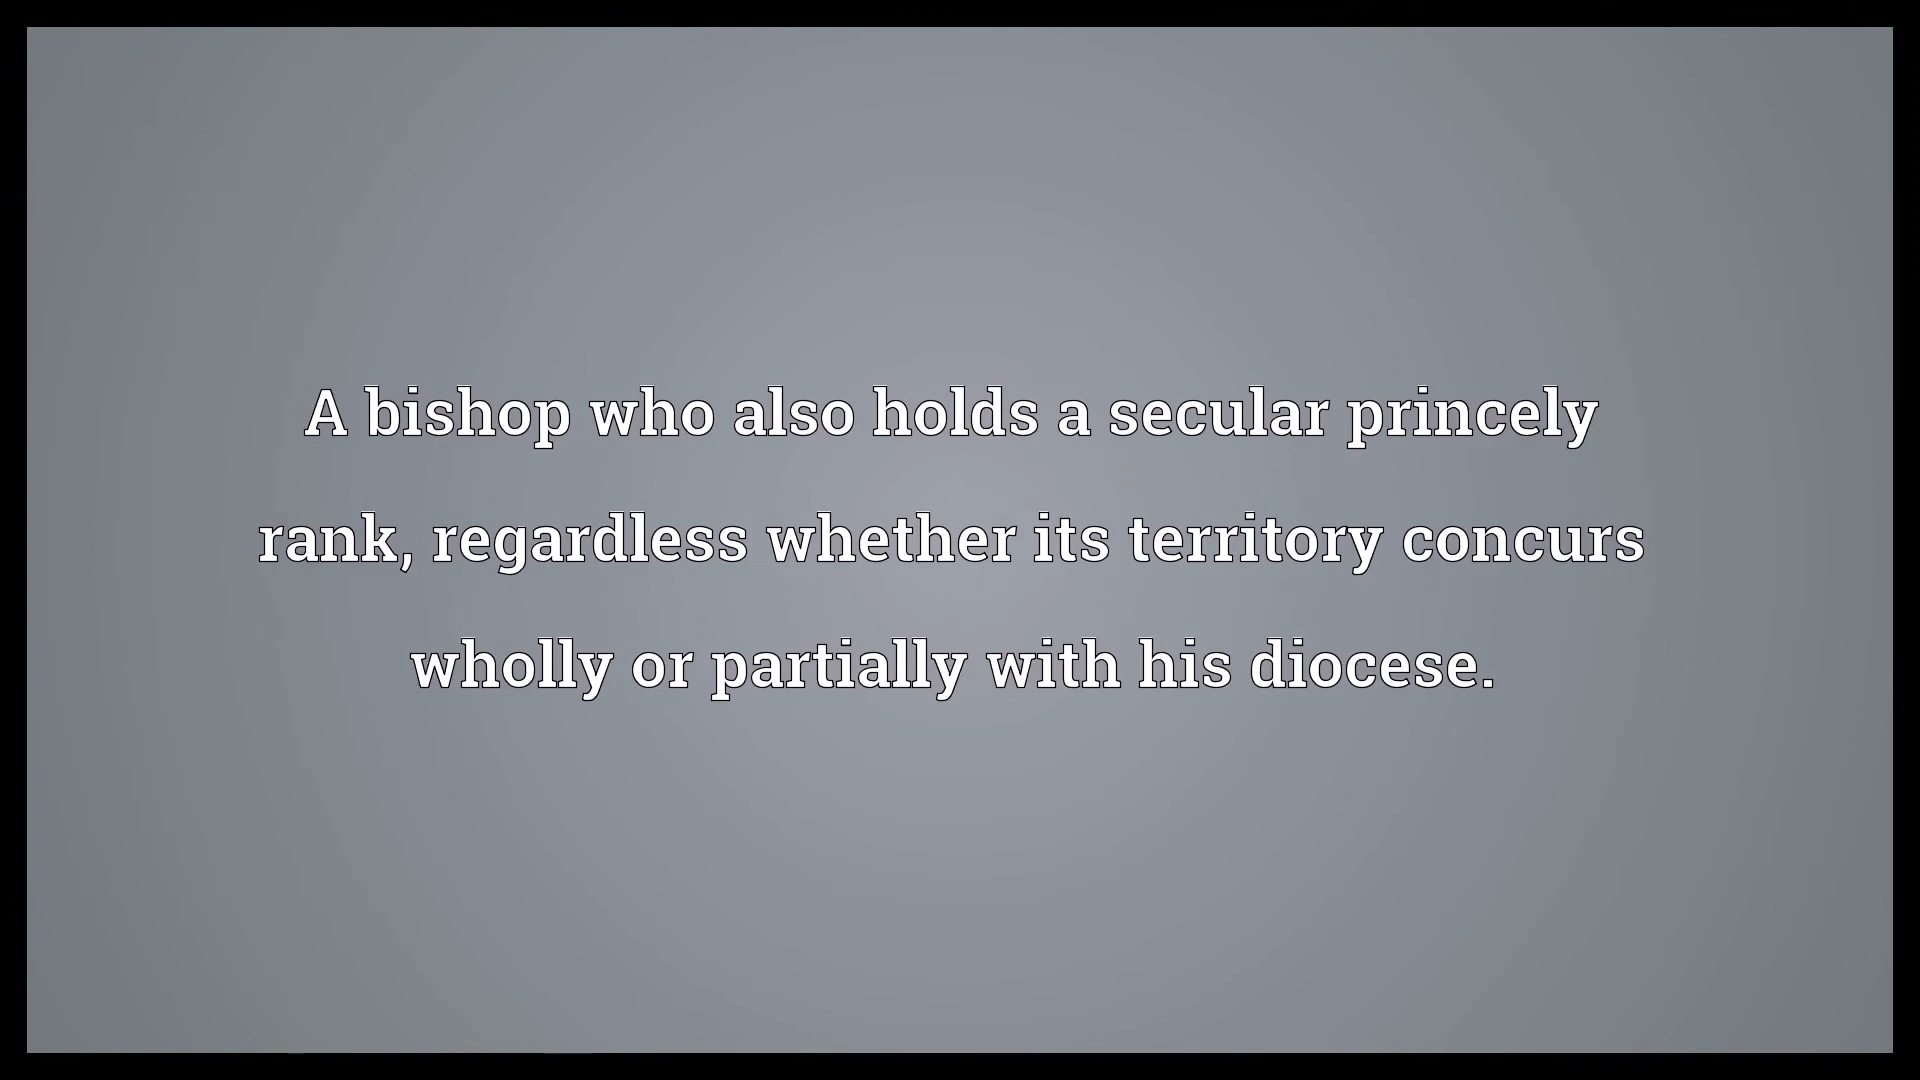 A bishop who also holds a secular princely
rank, regardless whether its territory concurs
wholly or partially with his diocese.